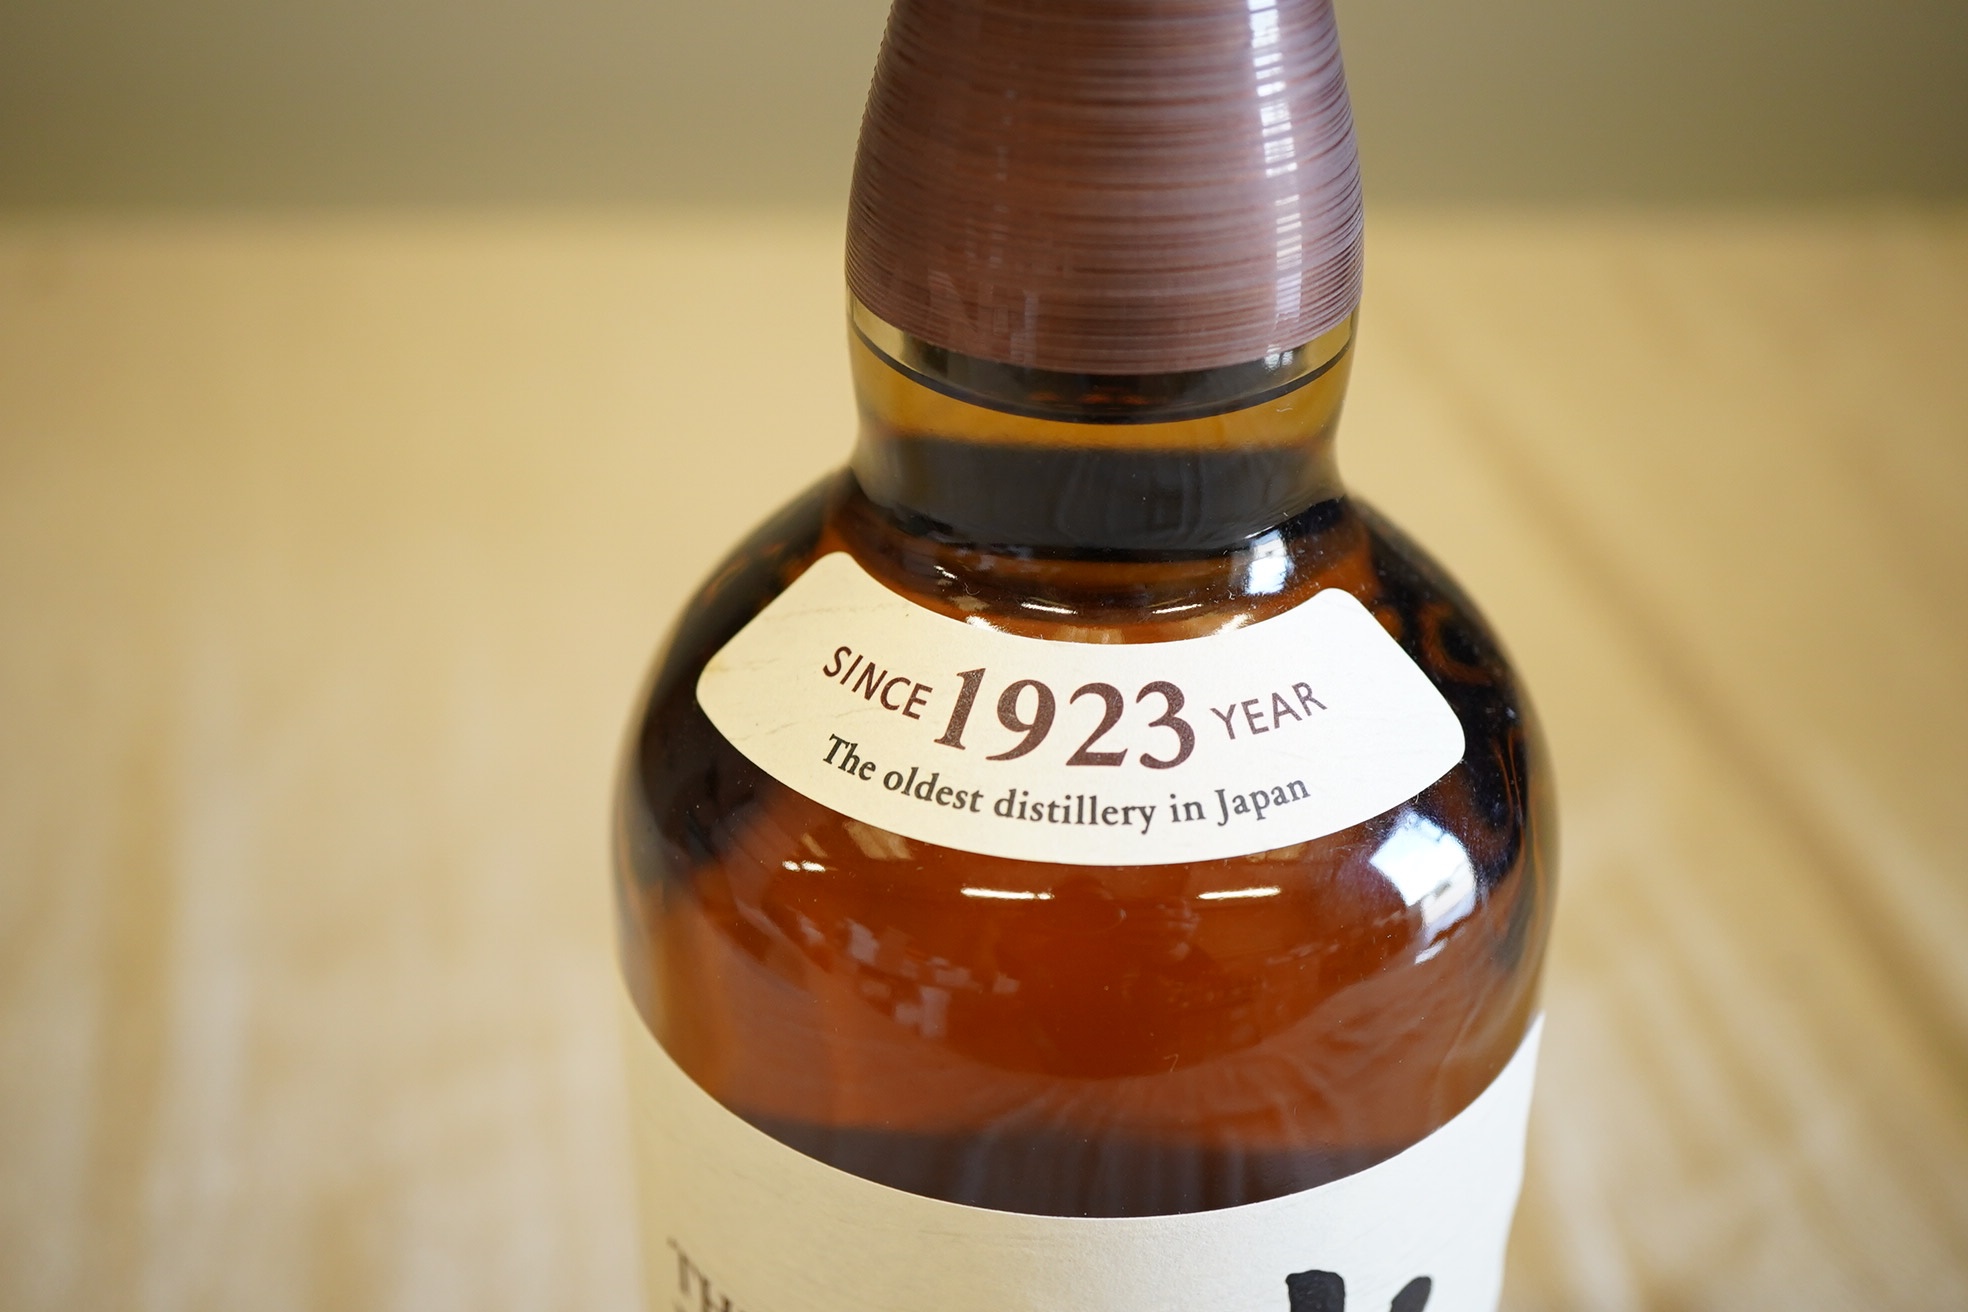 SINCE 1923 YEAR
The oldest distillery in Japan